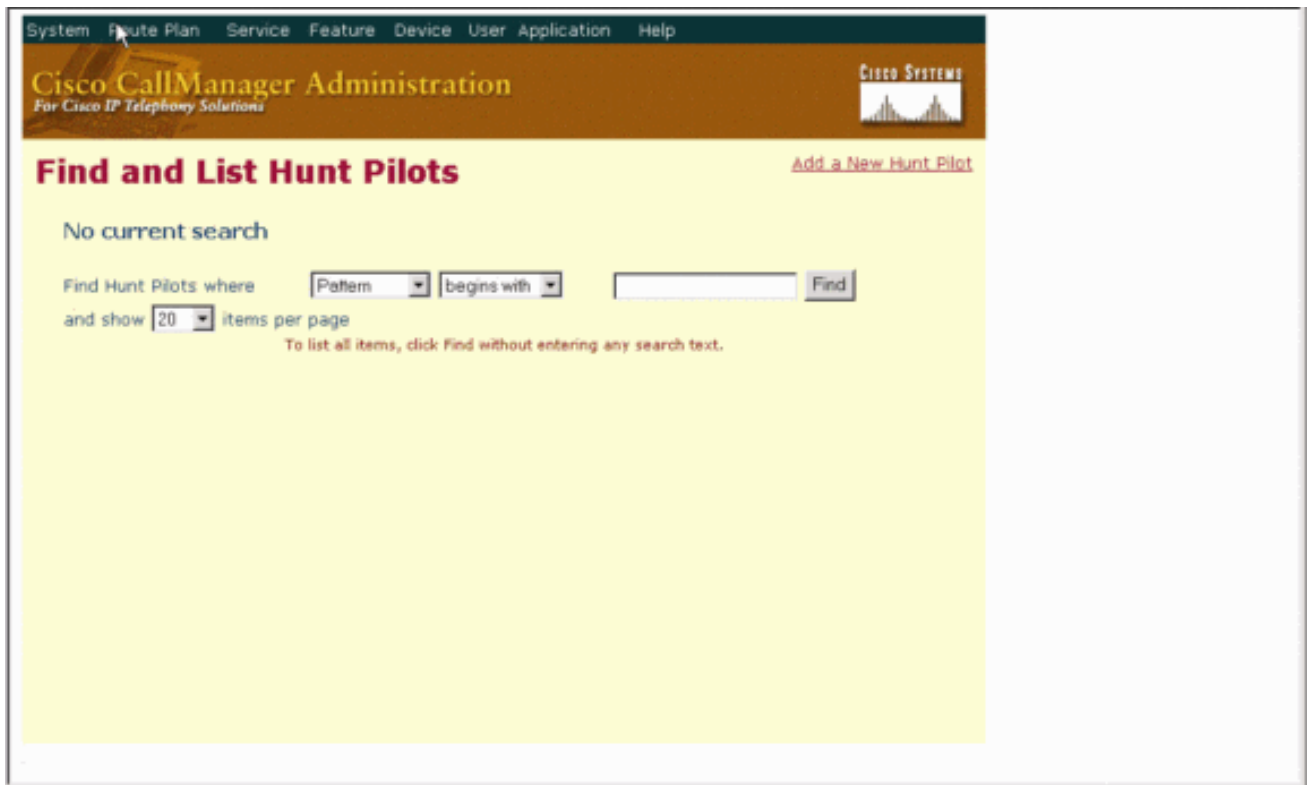 System Route Plan Service Feature Device User Application Help
Cisco CallManager Administration
For Cisco IP Telephony Solutions
CISCO SYSTEMS
Find and List Hunt Pilots
Add a New Hunt Pilot
No current search
Find Hunt Pilots where Pattern begins with Find
and show 20 items per page
To list all items, click Find without entering any search text.